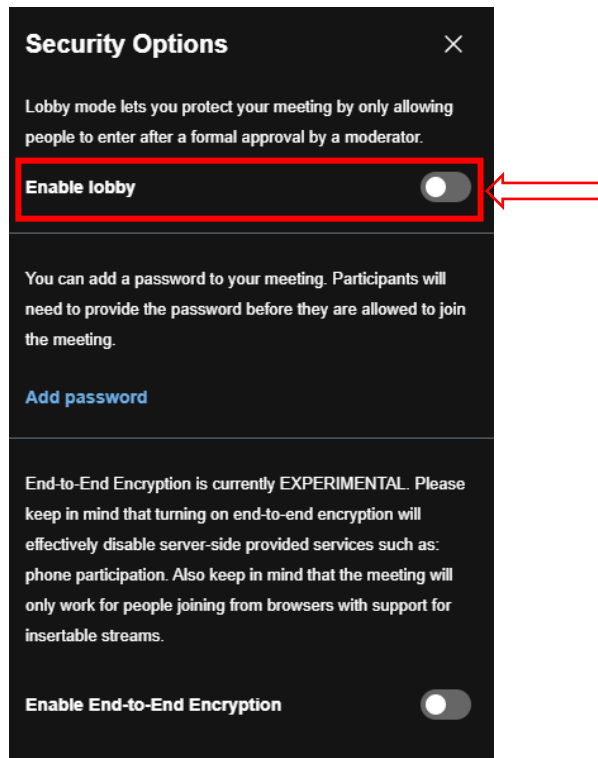 Security Options
Lobby mode lets you protect your meeting by only allowing
people to enter after a formal approval by a moderator.
Enable lobby
You can add a password to your meeting. Participants will
need to provide the password before they are allowed to join
the meeting.
Add password
End-to-End Encryption is currently EXPERIMENTAL. Please
keep in mind that turning on end-to-end encryption will
effectively disable server-side provided services such as:
phone participation. Also keep in mind that the meeting will
only work for people joining from browsers with support for
insertable streams.
Enable End-to-End Encryption